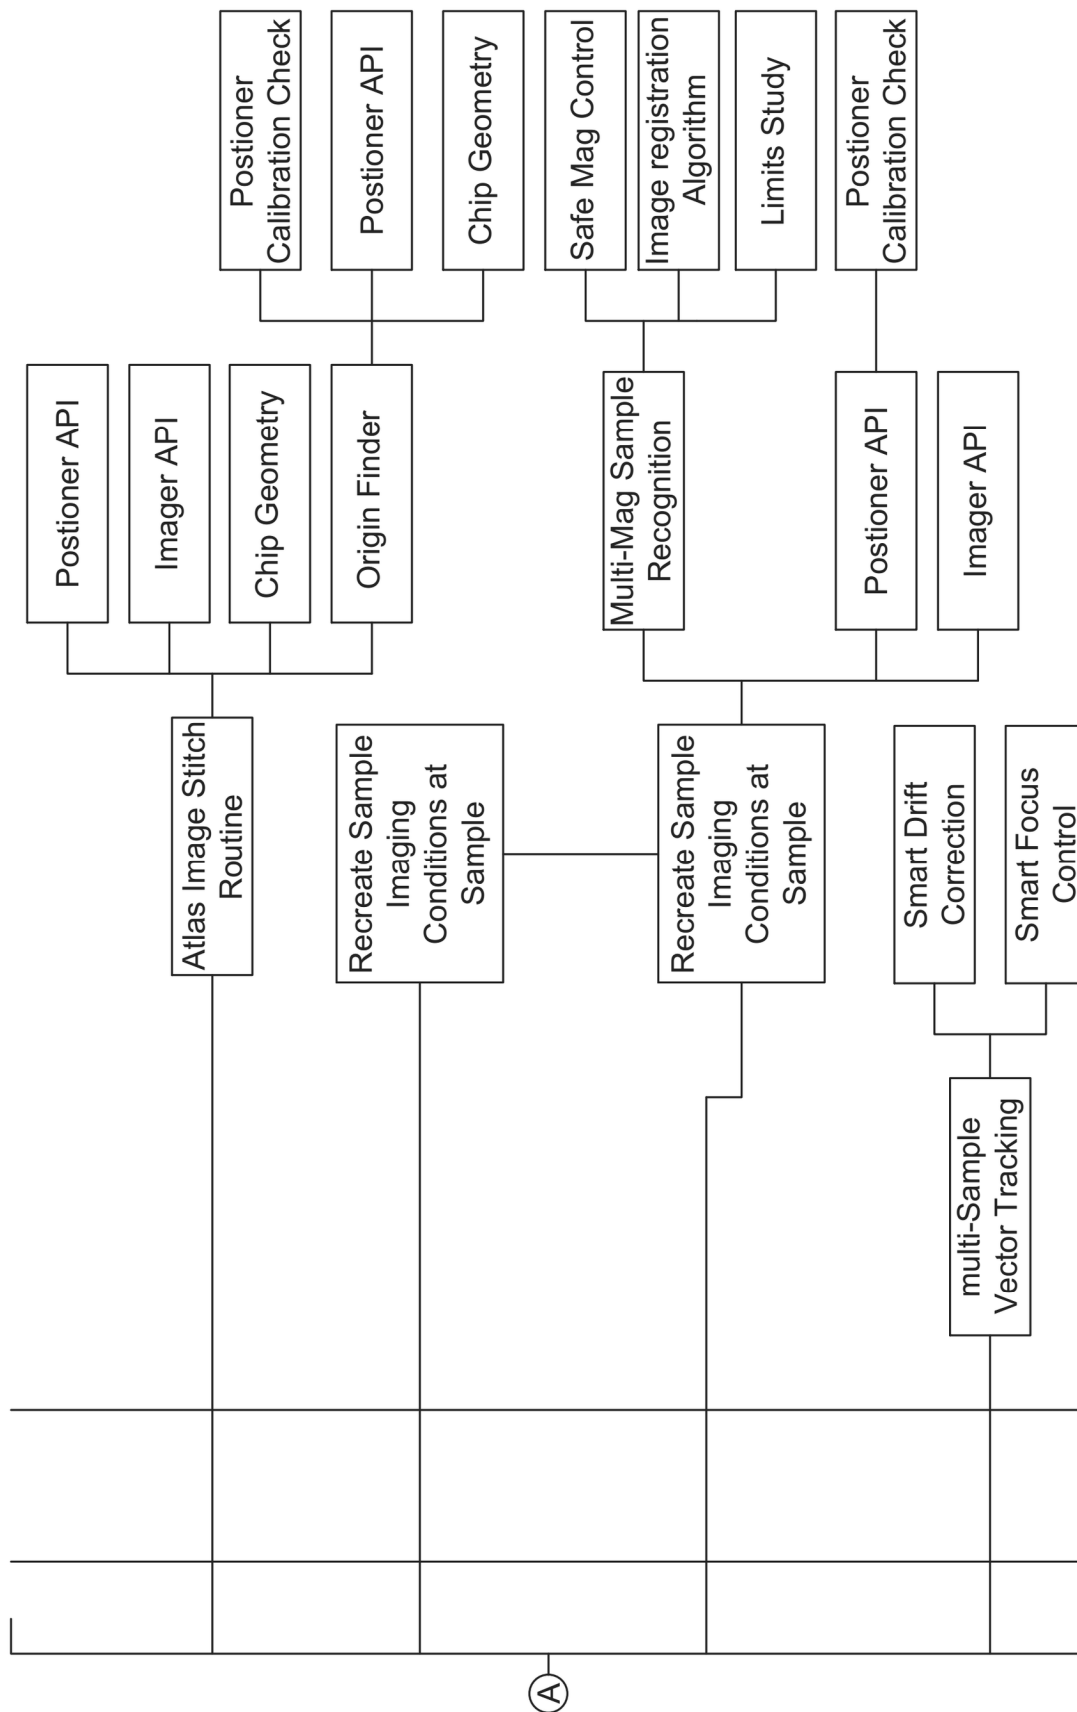 Postioner
Calibration Check
Postioner API
Chip Geometry
Safe Mag Control
Image registration
Algorithm
Limits Study
Postioner
Calibration Check
Postioner API
Imager API
Chip Geometry
Origin Finder
Multi-Mag Sample
Recognition
Postioner API
Imager API
Atlas Image Stitch
Routine
Recreate Sample
Imaging
Conditions at
Sample
Recreate Sample
Imaging
Conditions at
Sample
Smart Drift
Correction
Smart Focus
Control
multi-Sample
Vector Tracking
A